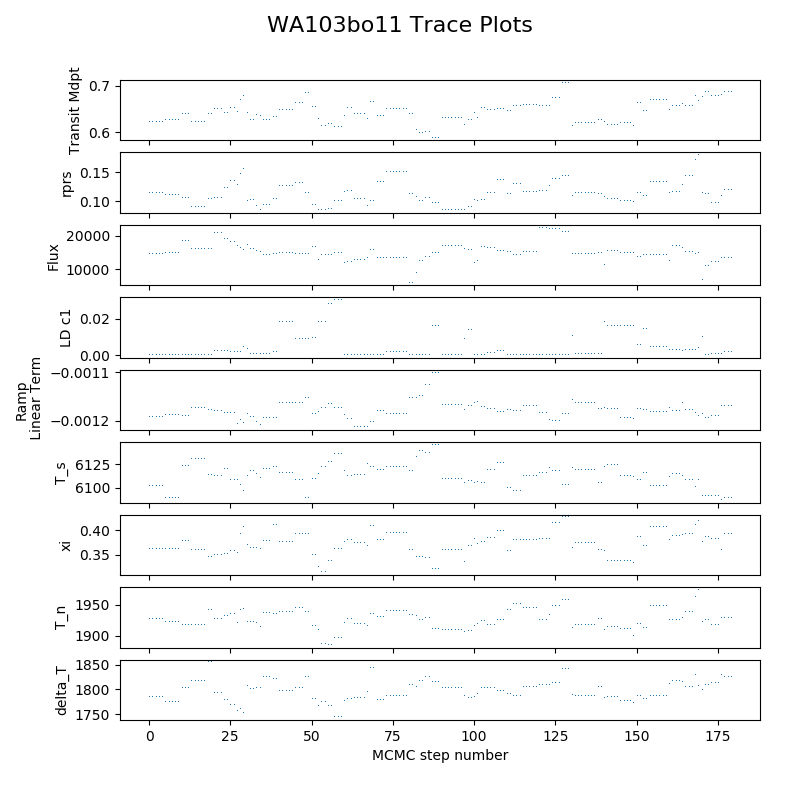 WA103bo11 Trace Plots
Transit Mdpt
0.7
0.6
rprs
0.15
0.10
Flux
20000
10000
LD c1
0.02
0.00
Ramp
Linear Term
−0.0011
−0.0012
T_s
6125
6100
xi
0.40
0.35
T_n
1950
1900
delta_T
1850
1800
1750
0 25 50 75 100 125 150 175
MCMC step number